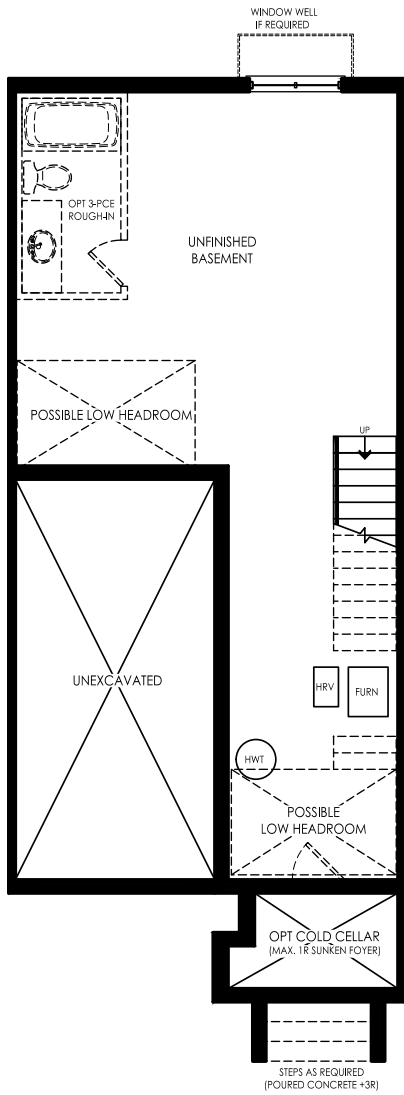 WINDOW WELL
IF REQUIRED
OPT 3-PCE
ROUGH-IN
UNFINISHED
BASEMENT
POSSIBLE LOW HEADROOM
UP
UNEXCAVATED
HRV
FURN
HWT
POSSIBLE
LOW HEADROOM
OPT COLD CELLAR
(MAX. 1R SUNKEN FOYER)
STEPS AS REQUIRED
(POURED CONCRETE +3R)